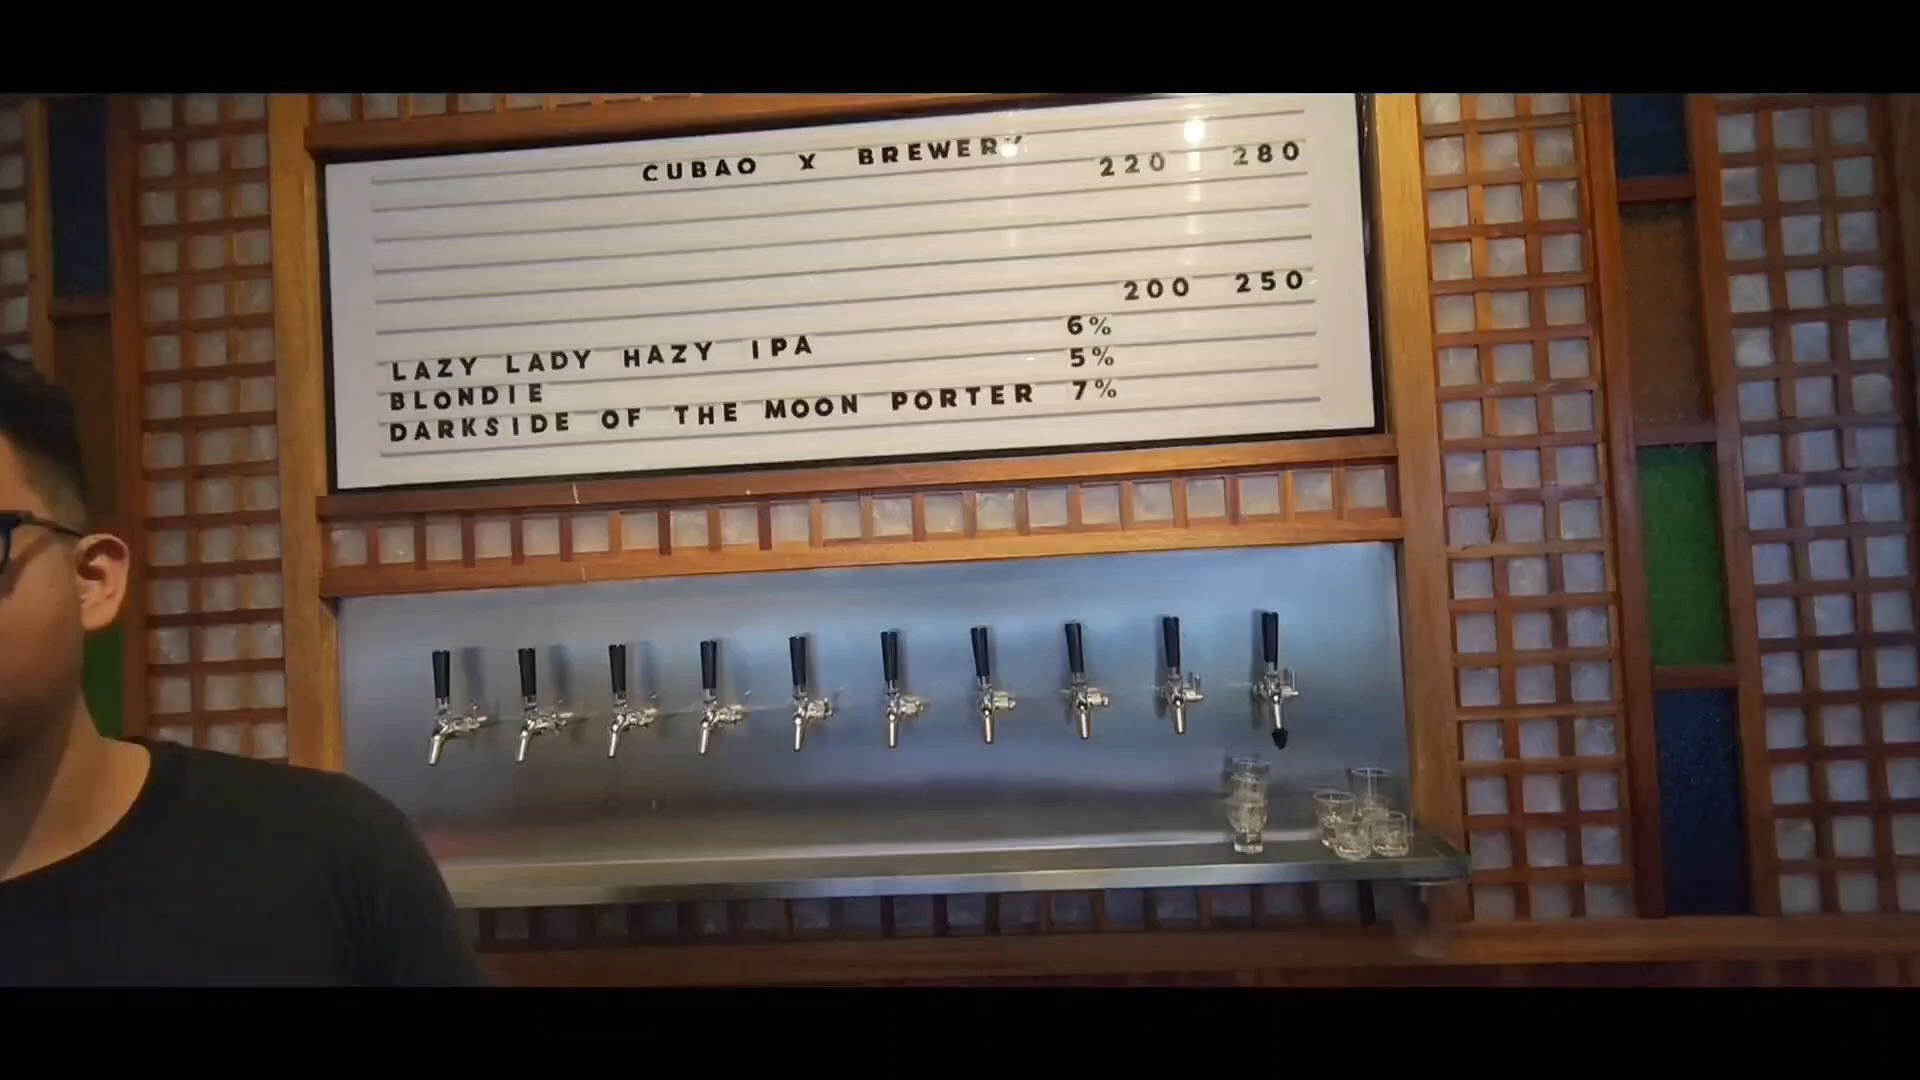 CUBAO X BREWERY 220 280
200 250
LAZY LADY HAZY IPA 6%
BLONDIE 5%
DARKSIDE OF THE MOON PORTER 7%